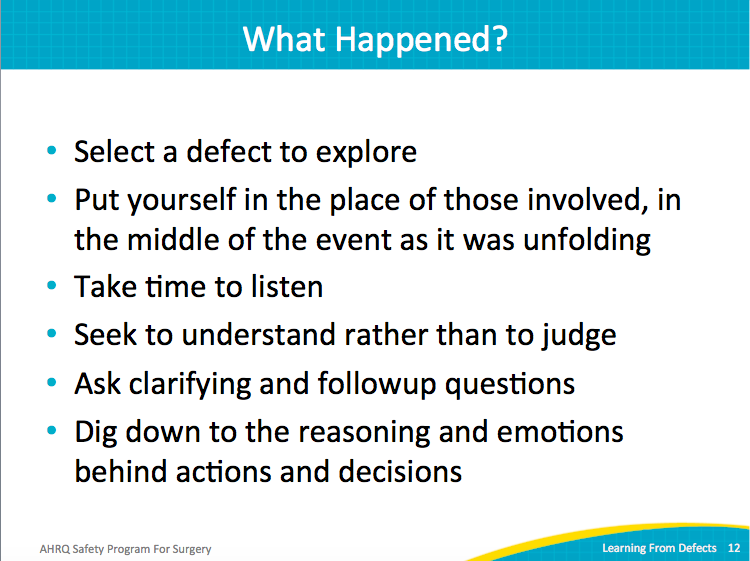 What Happened?
• Select a defect to explore
• Put yourself in the place of those involved, in
the middle of the event as it was unfolding
• Take time to listen
• Seek to understand rather than to judge
• Ask clarifying and followup questions
• Dig down to the reasoning and emotions
behind actions and decisions
AHRQ Safety Program For Surgery
Learning From Defects 12